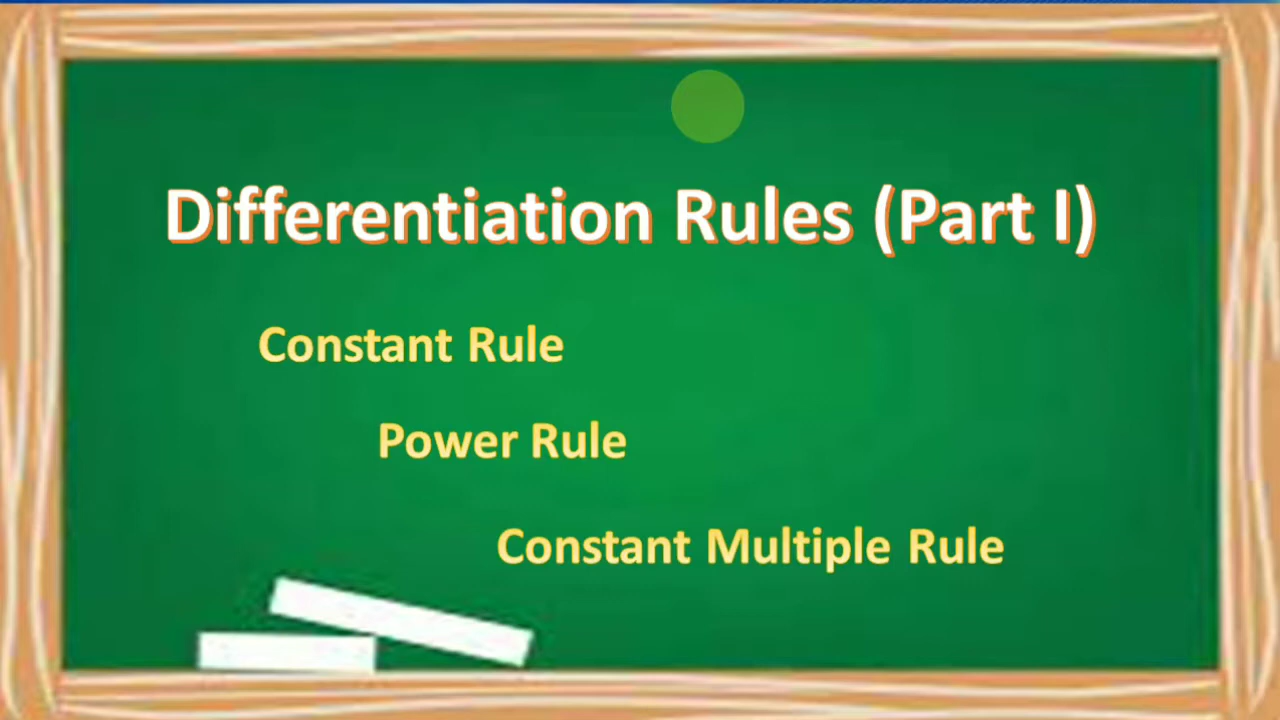 Differentiation Rules (Part I)
Constant Rule
Power Rule
Constant Multiple Rule